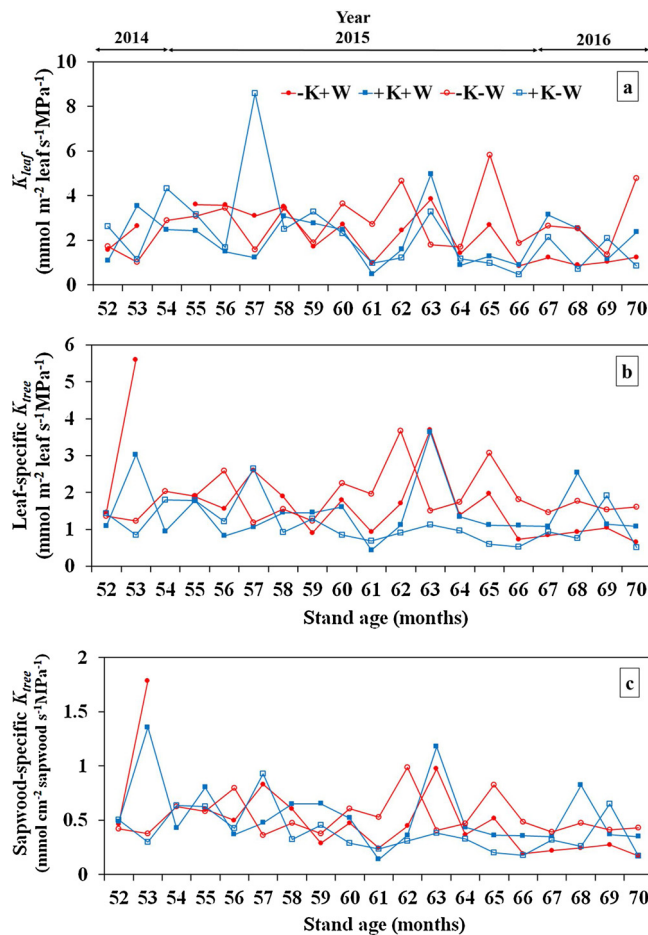 Year
2014 2015 2016
a
-K+W +K+W -K-W +K-W
K_leaf
(mmol m⁻² leaf s⁻¹MPa⁻¹)
10
8
6
4
2
0
52 53 54 55 56 57 58 59 60 61 62 63 64 65 66 67 68 69 70
b
Leaf-specific K_tree
(mmol m⁻² leaf s⁻¹MPa⁻¹)
6
5
4
3
2
1
0
52 53 54 55 56 57 58 59 60 61 62 63 64 65 66 67 68 69 70
Stand age (months)
c
Sapwood-specific K_tree
(mmol cm⁻² sapwood s⁻¹MPa⁻¹)
2
1.5
1
0.5
0
52 53 54 55 56 57 58 59 60 61 62 63 64 65 66 67 68 69 70
Stand age (months)